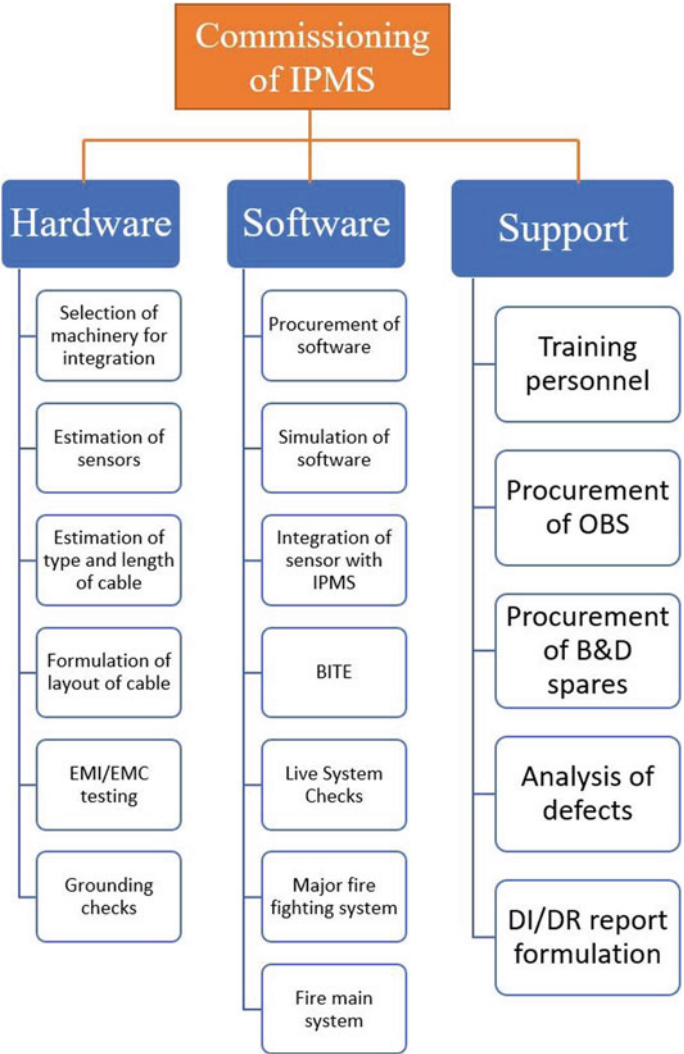 Commissioning
of IPMS
Hardware
Selection of
machinery for
integration
Estimation of
sensors
Estimation of
type and length
of cable
Formulation of
layout of cable
EMI/EMC
testing
Grounding
checks
Software
Procurement of
software
Simulation of
software
Integration of
sensor with
IPMS
BITE
Live System
Checks
Major fire
fighting system
Fire main
system
Support
Training
personnel
Procurement
of OBS
Procurement
of B&D
spares
Analysis of
defects
DI/DR report
formulation